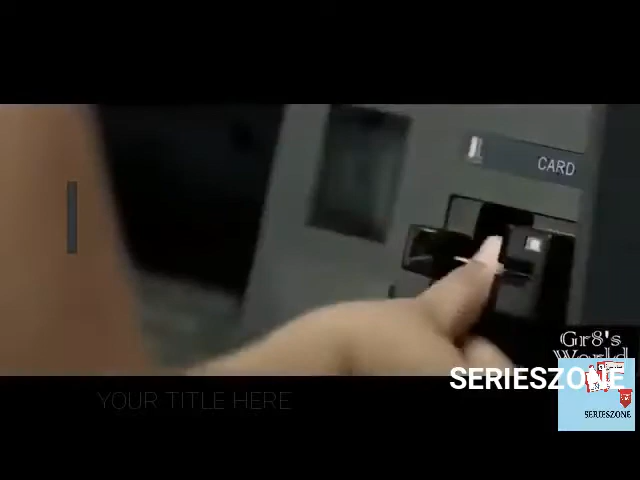 CARD
Gr8's
World
SERIESZONE
SERIESZONE
YOUR TITLE HERE